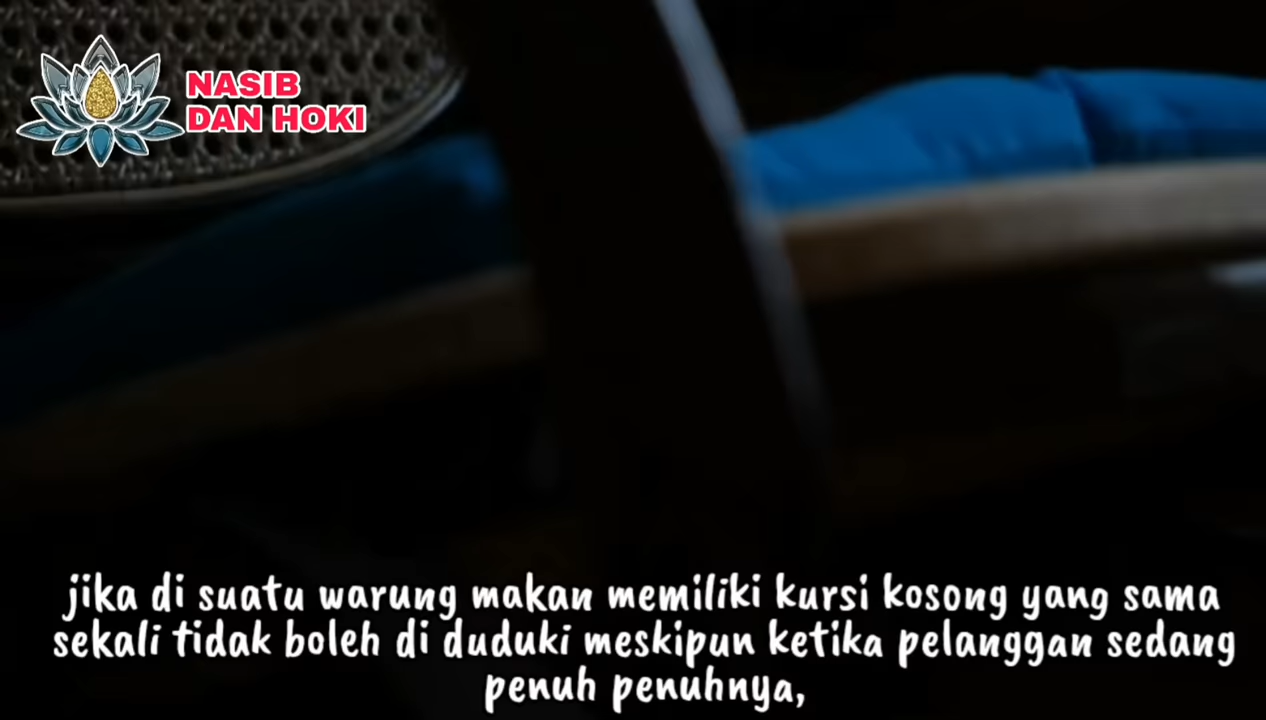 NASIB
DAN HOKI
jika di suatu warung makan memiliki kursi kosong yang sama
sekali tidak boleh di duduki meskipun ketika pelanggan sedang
penuh penuhnya,